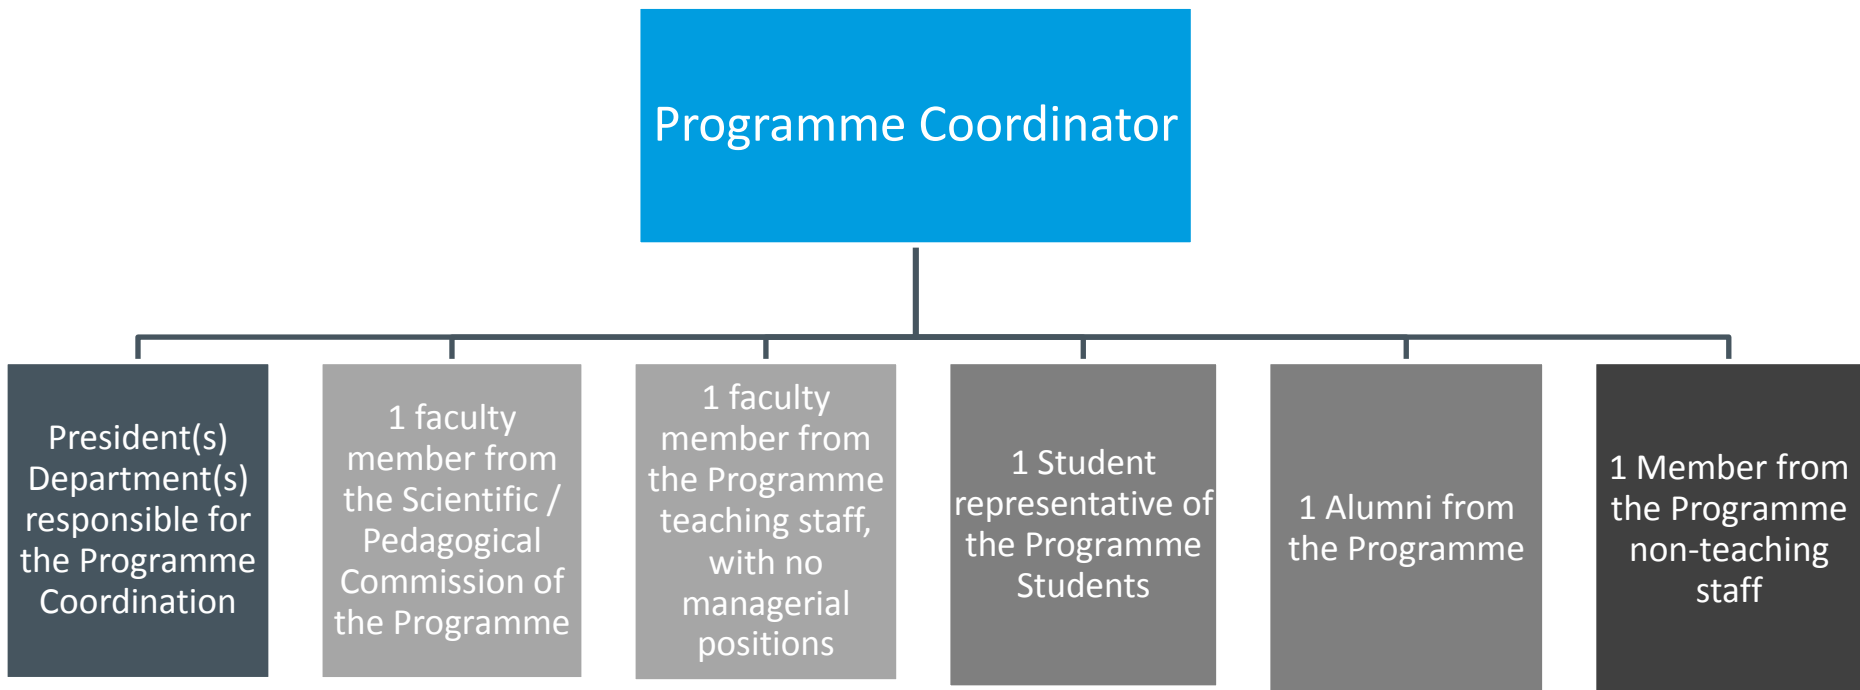 Programme Coordinator
President(s)
Department(s)
responsible for
the Programme
Coordination
1 faculty
member from
the Scientific /
Pedagogical
Commission of
the Programme
1 faculty
member from
the Programme
teaching staff,
with no
managerial
positions
1 Student
representative of
the Programme
Students
1 Alumni from
the Programme
1 Member from
the Programme
non-teaching
staff